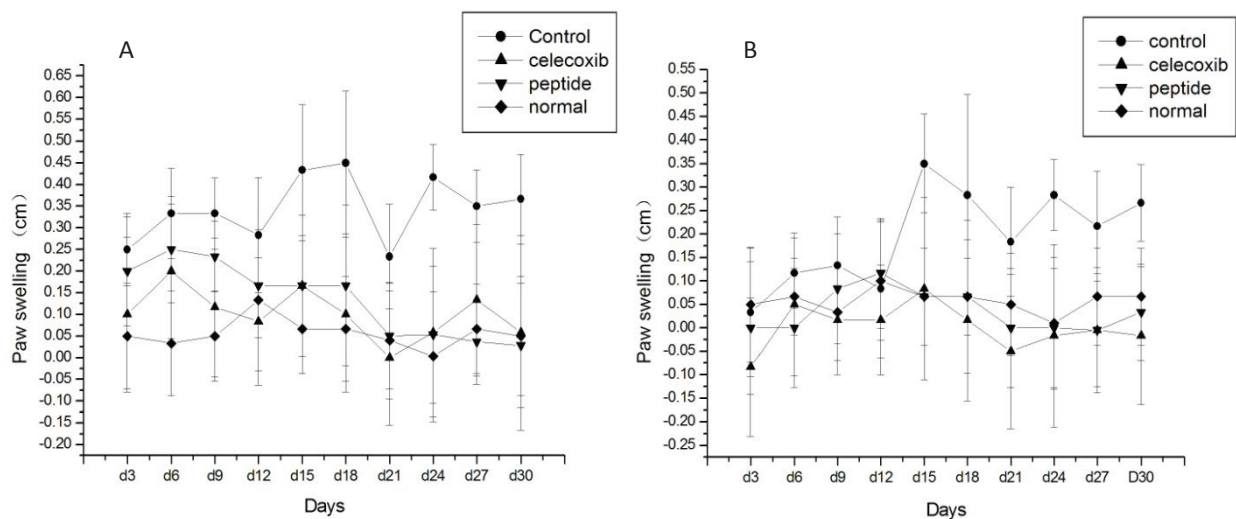 A
Control
celecoxib
peptide
normal
Paw swelling（cm）
0.65
0.60
0.55
0.50
0.45
0.40
0.35
0.30
0.25
0.20
0.15
0.10
0.05
0.00
-0.05
-0.10
-0.15
-0.20
d3 d6 d9 d12 d15 d18 d21 d24 d27 d30
Days
B
control
celecoxib
peptide
normal
Paw swelling（cm）
0.55
0.50
0.45
0.40
0.35
0.30
0.25
0.20
0.15
0.10
0.05
0.00
-0.05
-0.10
-0.15
-0.20
-0.25
d3 d6 d9 d12 d15 d18 d21 d24 d27 D30
Days